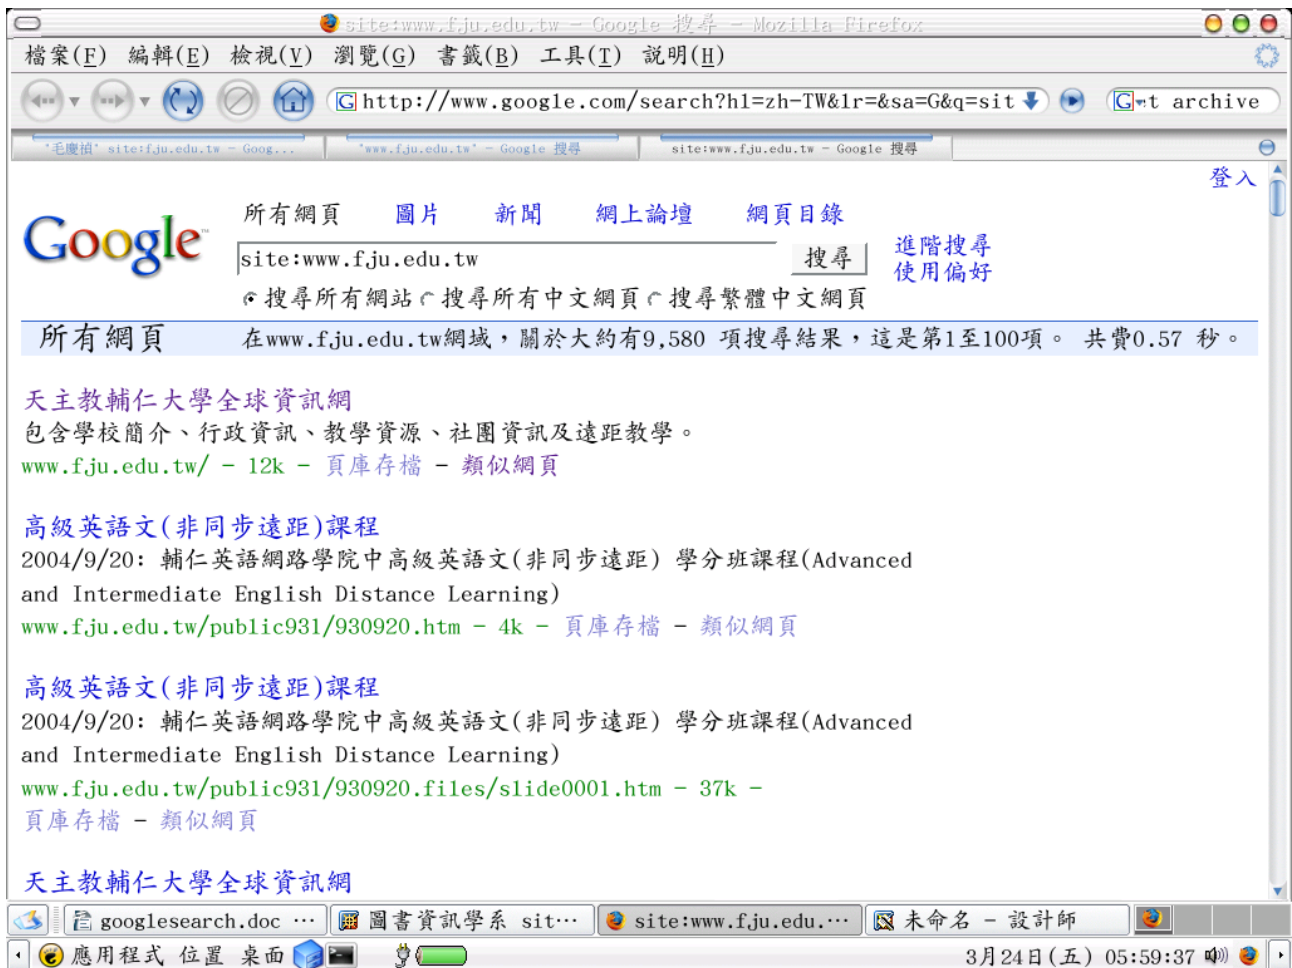 site:www.fju.edu.tw - Google 搜尋 - Mozilla Firefox
檔案(F) 編輯(E) 檢視(V) 瀏覽(G) 書籤(B) 工具(T) 說明(H)
http://www.google.com/search?hl=zh-TW&lr=&sa=G&q=sit t archive
"毛慶禎" site:fju.edu.tw - Goog... "www.fju.edu.tw" - Google 搜尋 site:www.fju.edu.tw - Google 搜尋
登入
Google 所有網頁 圖片 新聞 網上論壇 網頁目錄
site:www.fju.edu.tw 搜尋 進階搜尋
使用偏好
搜尋所有網站 搜尋所有中文網頁 搜尋繁體中文網頁
所有網頁 在www.fju.edu.tw網域，關於大約有9,580 項搜尋結果，這是第1至100項。 共費0.57 秒。
天主教輔仁大學全球資訊網
包含學校簡介、行政資訊、教學資源、社團資訊及遠距教學。
www.fju.edu.tw/ - 12k - 頁庫存檔 - 類似網頁
高級英語文(非同步遠距)課程
2004/9/20: 輔仁英語網路學院中高級英語文(非同步遠距) 學分班課程(Advanced
and Intermediate English Distance Learning)
www.fju.edu.tw/public931/930920.htm - 4k - 頁庫存檔 - 類似網頁
高級英語文(非同步遠距)課程
2004/9/20: 輔仁英語網路學院中高級英語文(非同步遠距) 學分班課程(Advanced
and Intermediate English Distance Learning)
www.fju.edu.tw/public931/930920.files/slide0001.htm - 37k -
頁庫存檔 - 類似網頁
天主教輔仁大學全球資訊網
googlesearch.doc … 圖書資訊學系 sit… site:www.fju.edu.… 未命名 - 設計師
應用程式 位置 桌面 3月24日(五) 05:59:37